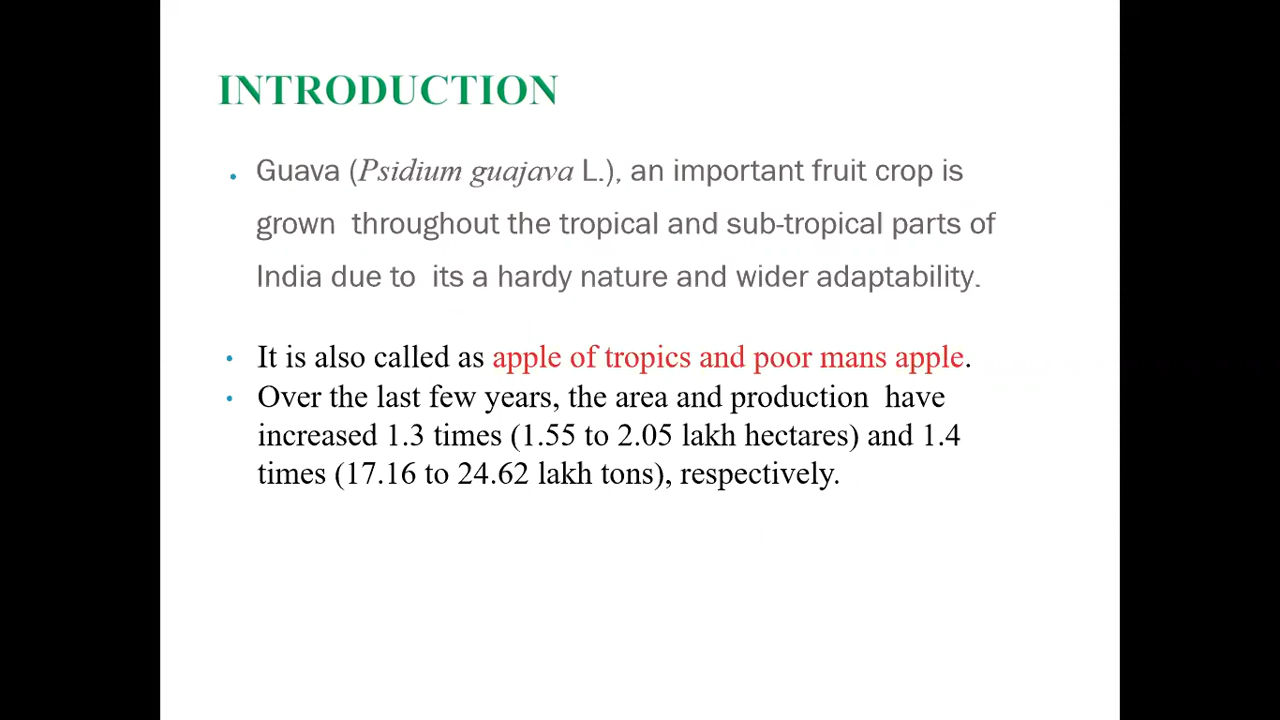 INTRODUCTION
• Guava (Psidium guajava L.), an important fruit crop is
grown throughout the tropical and sub-tropical parts of
India due to its a hardy nature and wider adaptability.
• It is also called as apple of tropics and poor mans apple.
• Over the last few years, the area and production have
increased 1.3 times (1.55 to 2.05 lakh hectares) and 1.4
times (17.16 to 24.62 lakh tons), respectively.